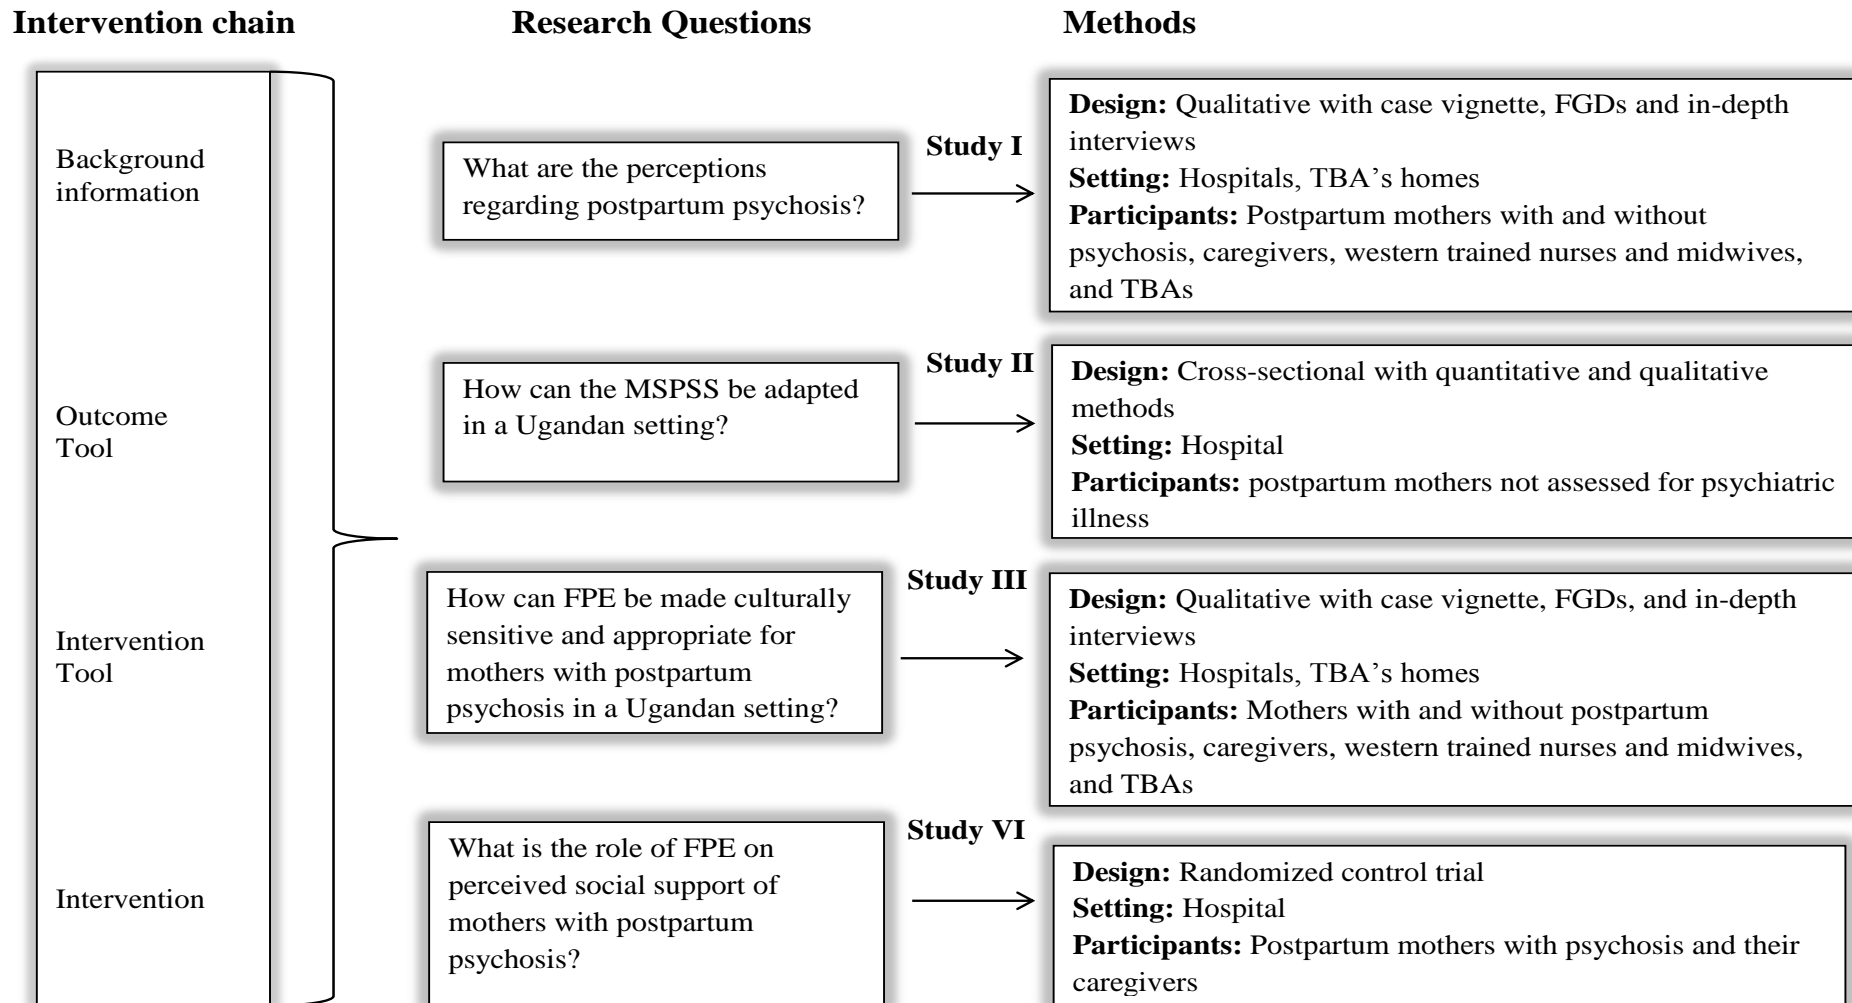 Intervention chain
Research Questions
Methods
Background
information
What are the perceptions
regarding postpartum psychosis?
Study I
Design: Qualitative with case vignette, FGDs and in-depth
interviews
Setting: Hospitals, TBA's homes
Participants: Postpartum mothers with and without
psychosis, caregivers, western trained nurses and midwives,
and TBAs
Outcome
Tool
How can the MSPSS be adapted
in a Ugandan setting?
Study II
Design: Cross-sectional with quantitative and qualitative
methods
Setting: Hospital
Participants: postpartum mothers not assessed for psychiatric
illness
Intervention
Tool
How can FPE be made culturally
sensitive and appropriate for
mothers with postpartum
psychosis in a Ugandan setting?
Study III
Design: Qualitative with case vignette, FGDs, and in-depth
interviews
Setting: Hospitals, TBA's homes
Participants: Mothers with and without postpartum
psychosis, caregivers, western trained nurses and midwives,
and TBAs
Intervention
What is the role of FPE on
perceived social support of
mothers with postpartum
psychosis?
Study VI
Design: Randomized control trial
Setting: Hospital
Participants: Postpartum mothers with psychosis and their
caregivers